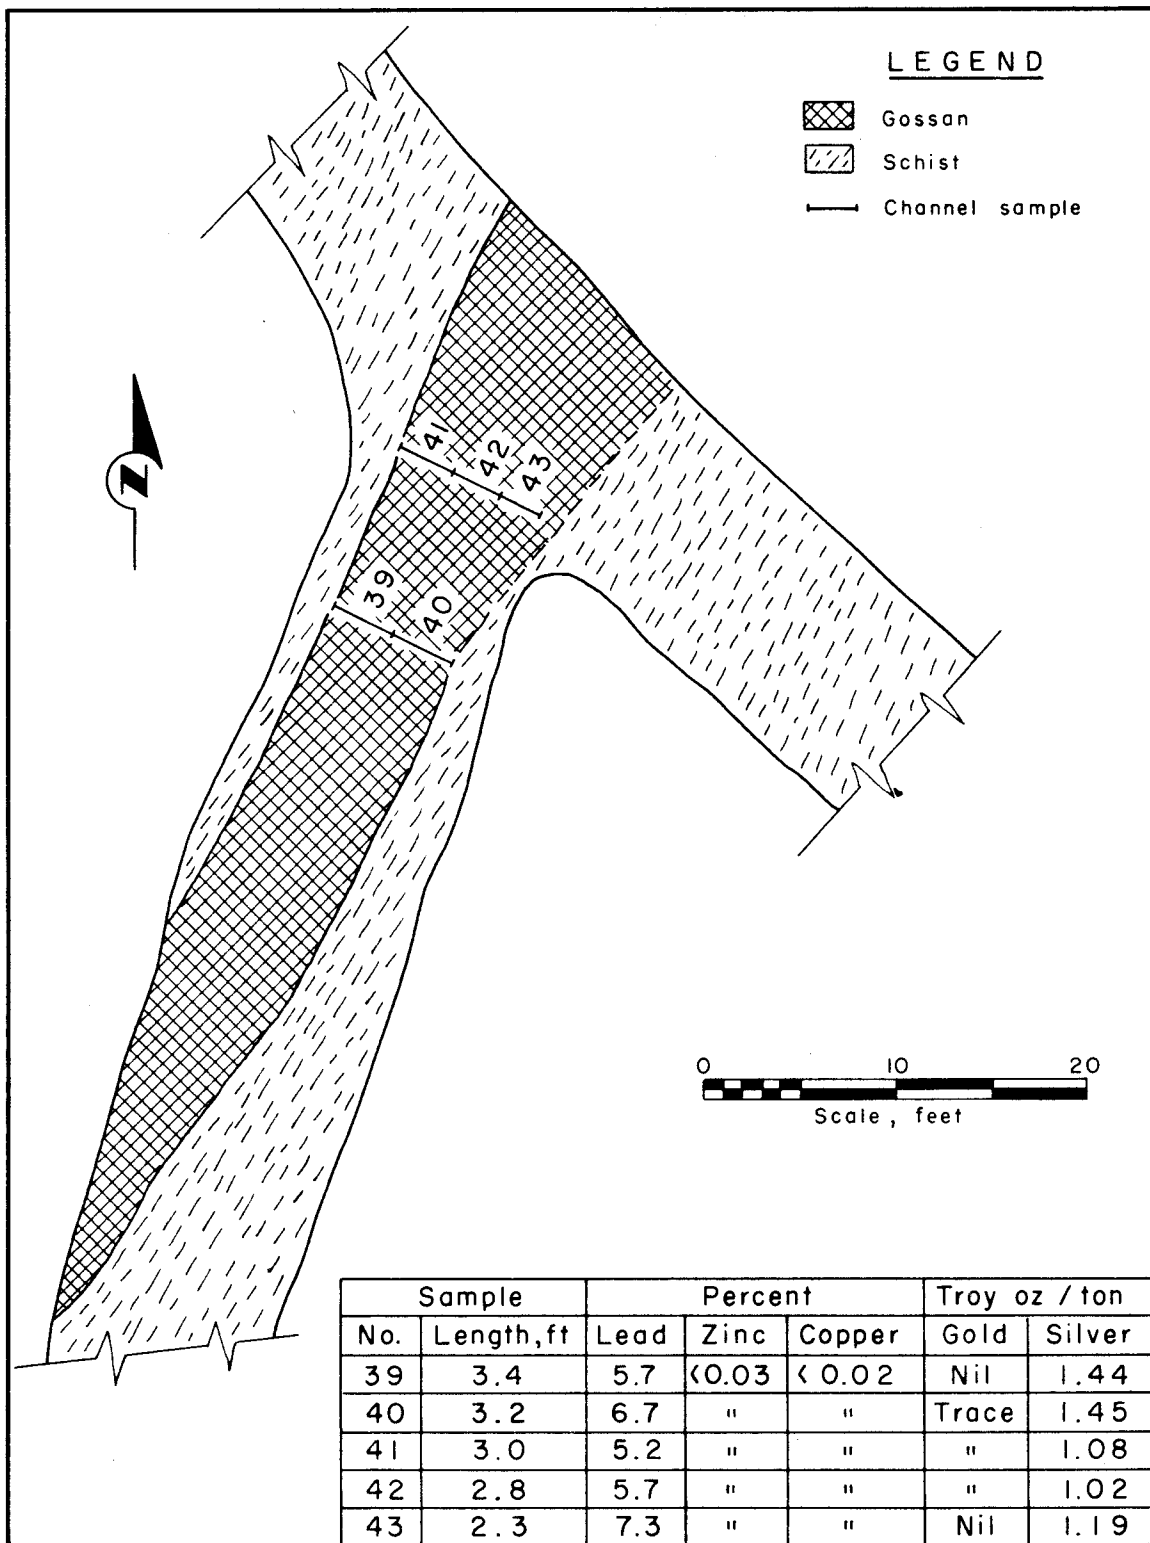 LEGEND
Gossan
Schist
Channel sample
41
42
43
39
40
N
0 10 20
Scale, feet
Sample Percent Troy oz / ton
No. Length,ft Lead Zinc Copper Gold Silver
39 3.4 5.7 <0.03 <0.02 Nil 1.44
40 3.2 6.7 " " Trace 1.45
41 3.0 5.2 " " " 1.08
42 2.8 5.7 " " " 1.02
43 2.3 7.3 " " Nil 1.19